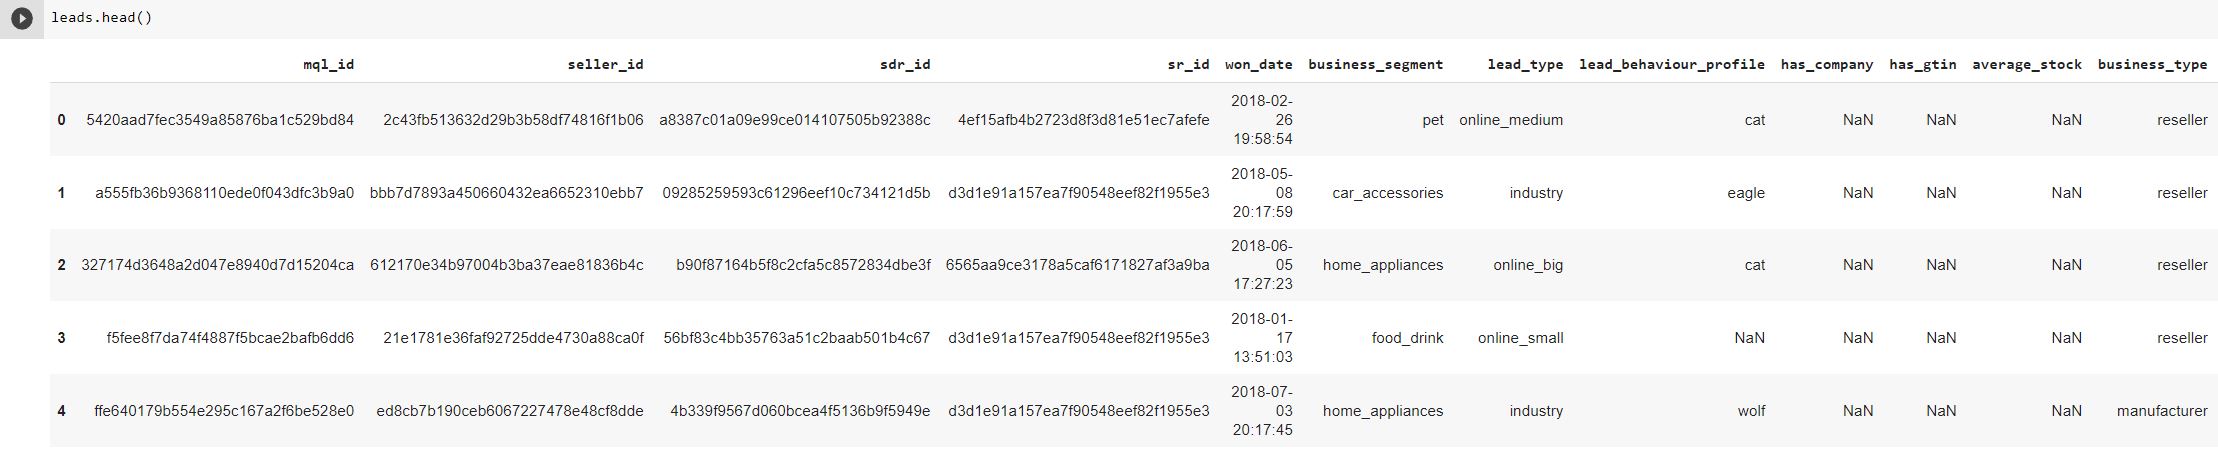 leads.head()
mql_id seller_id sdr_id sr_id won_date business_segment lead_type lead_behaviour_profile has_company has_gtin average_stock business_type
2018-02-
0 5420aad7fec3549a85876ba1c529bd84 2c43fb513632d29b3b58df74816f1b06 a8387c01a09e99ce014107505b92388c 4ef15afb4b2723d8f3d81e51ec7afefe 26 pet online_medium cat NaN NaN NaN reseller
19:58:54
2018-05-
1 a555fb36b9368110ede0f043dfc3b9a0 bbb7d7893a450660432ea6652310ebb7 09285259593c61296eef10c734121d5b d3d1e91a157ea7f90548eef82f1955e3 08 car_accessories industry eagle NaN NaN NaN reseller
20:17:59
2018-06-
2 327174d3648a2d047e8940d7d15204ca 612170e34b97004b3ba37eae81836b4c b90f87164b5f8c2cfa5c8572834dbe3f 6565aa9ce3178a5caf6171827af3a9ba 05 home_appliances online_big cat NaN NaN NaN reseller
17:27:23
2018-01-
3 f5fee8f7da74f4887f5bcae2bafb6dd6 21e1781e36faf92725dde4730a88ca0f 56bf83c4bb35763a51c2baab501b4c67 d3d1e91a157ea7f90548eef82f1955e3 17 food_drink online_small NaN NaN NaN NaN reseller
13:51:03
2018-07-
4 ffe640179b554e295c167a2f6be528e0 ed8cb7b190ceb6067227478e48cf8dde 4b339f9567d060bcea4f5136b9f5949e d3d1e91a157ea7f90548eef82f1955e3 03 home_appliances industry wolf NaN NaN NaN manufacturer
20:17:45